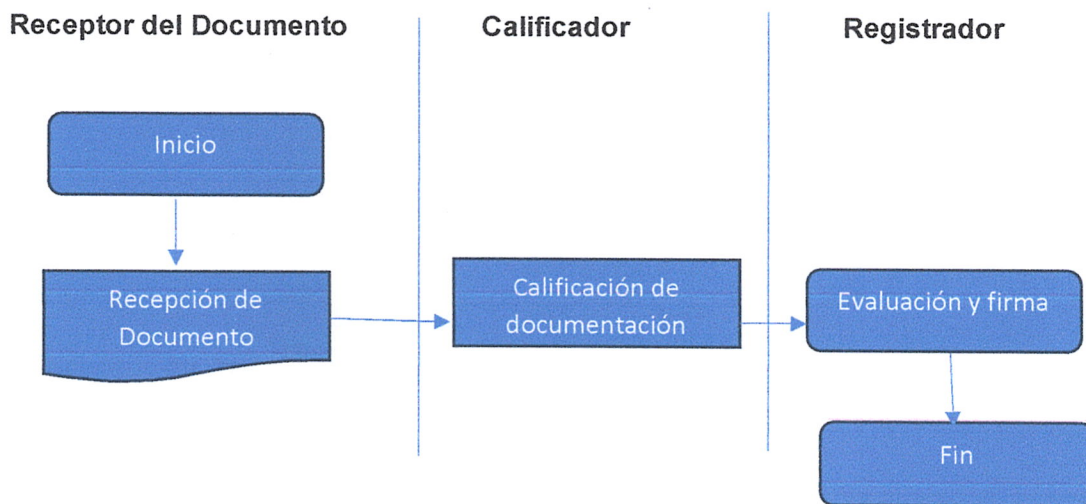 Receptor del Documento
Calificador
Registrador
Inicio
Recepción de
Documento
Calificación de
documentación
Evaluación y firma
Fin